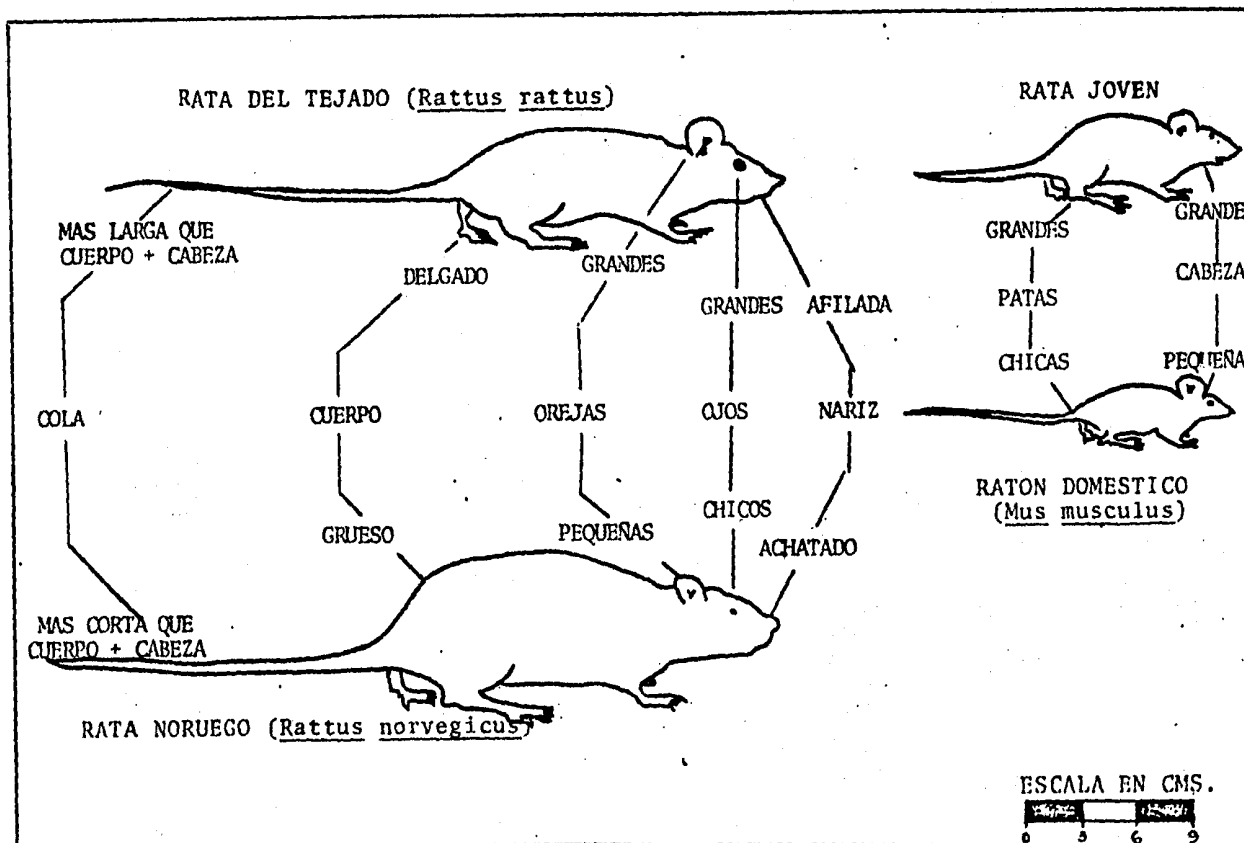 RATA DEL TEJADO (Rattus rattus)
MAS LARGA QUE
CUERPO + CABEZA
DELGADO
GRANDES
GRANDES
AFILADA
COLA
CUERPO
OREJAS
OJOS
NARIZ
GRUESO
PEQUEÑAS
CHICOS
ACHATADO
MAS CORTA QUE
CUERPO + CABEZA
RATA NORUEGO (Rattus norvegicus)
RATA JOVEN
GRANDES
GRANDE
PATAS
CABEZA
CHICAS
PEQUEÑA
RATON DOMESTICO
(Mus musculus)
ESCALA EN CMS.
0 3 6 9